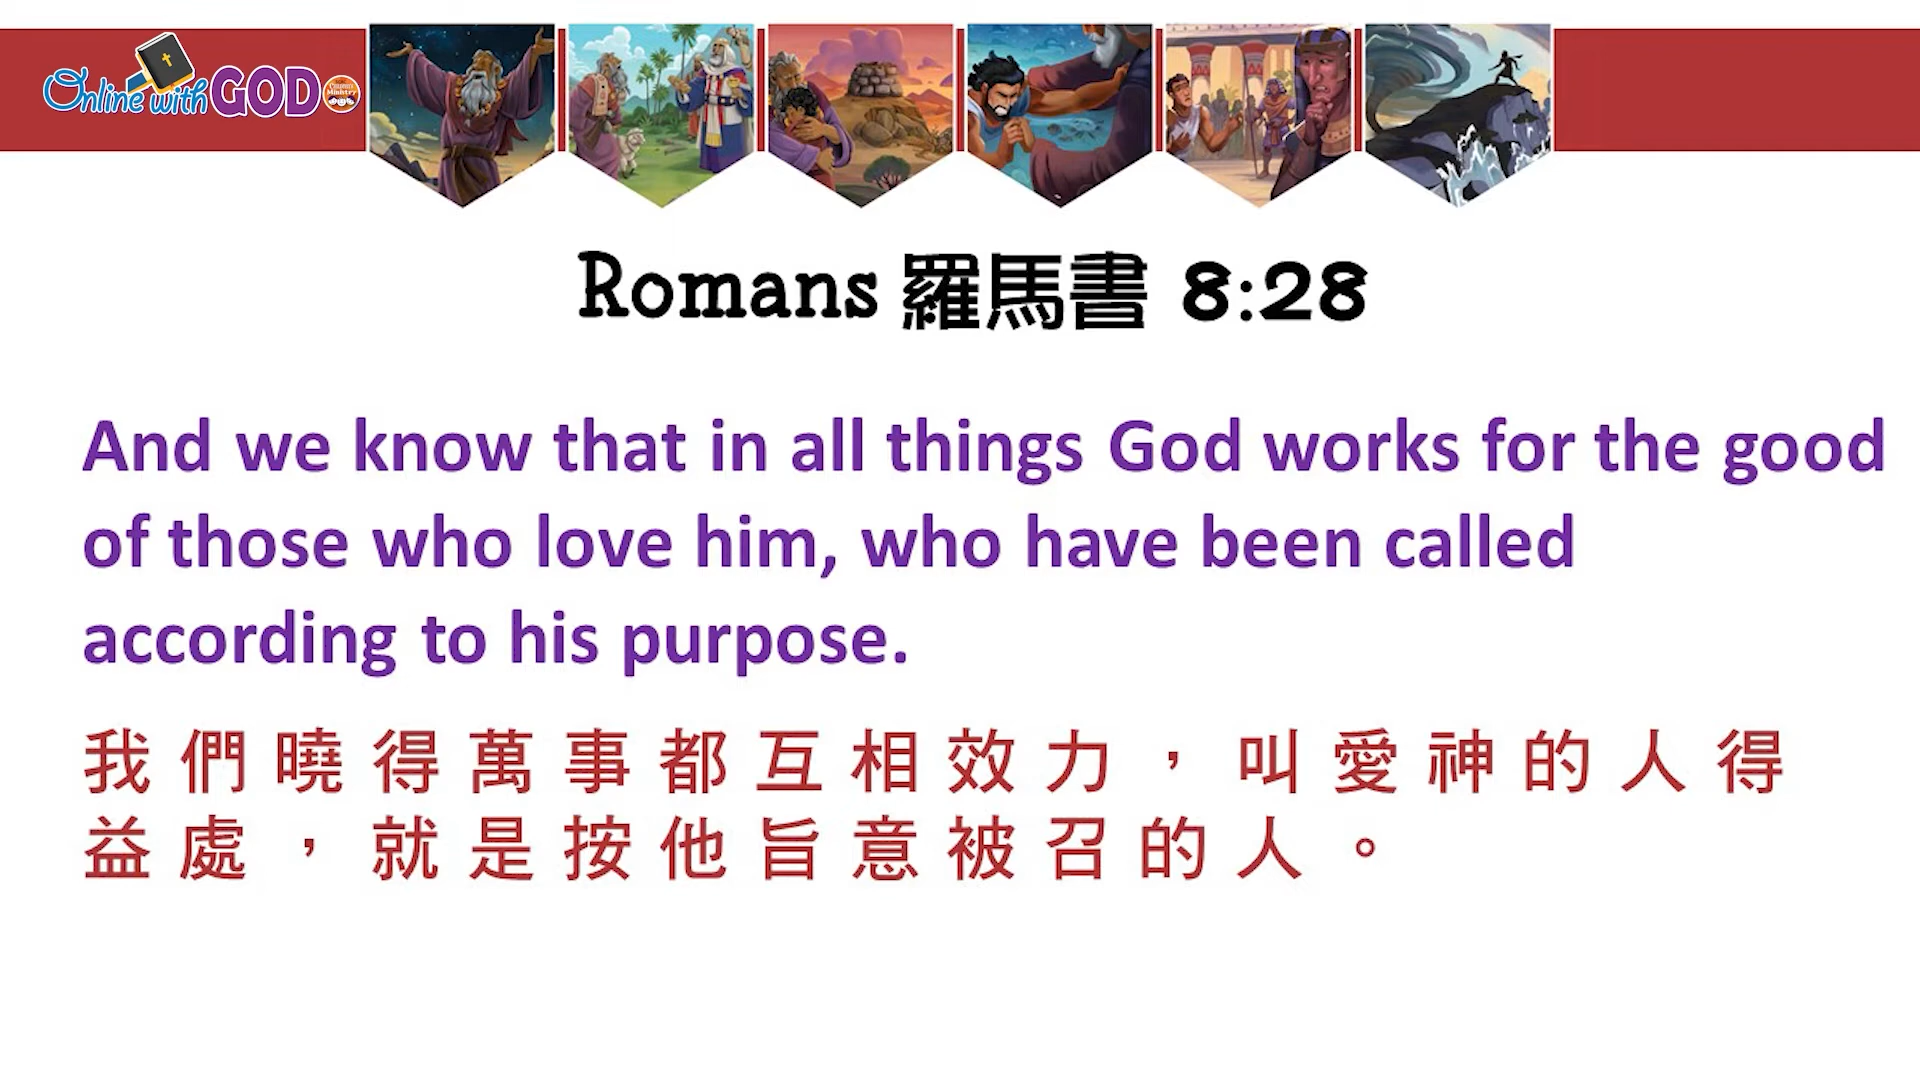 Online with GOD
Romans 羅馬書 8:28
And we know that in all things God works for the good
of those who love him, who have been called
according to his purpose.
我們曉得萬事都互相效力，叫愛神的人得
益處，就是按他旨意被召的人。